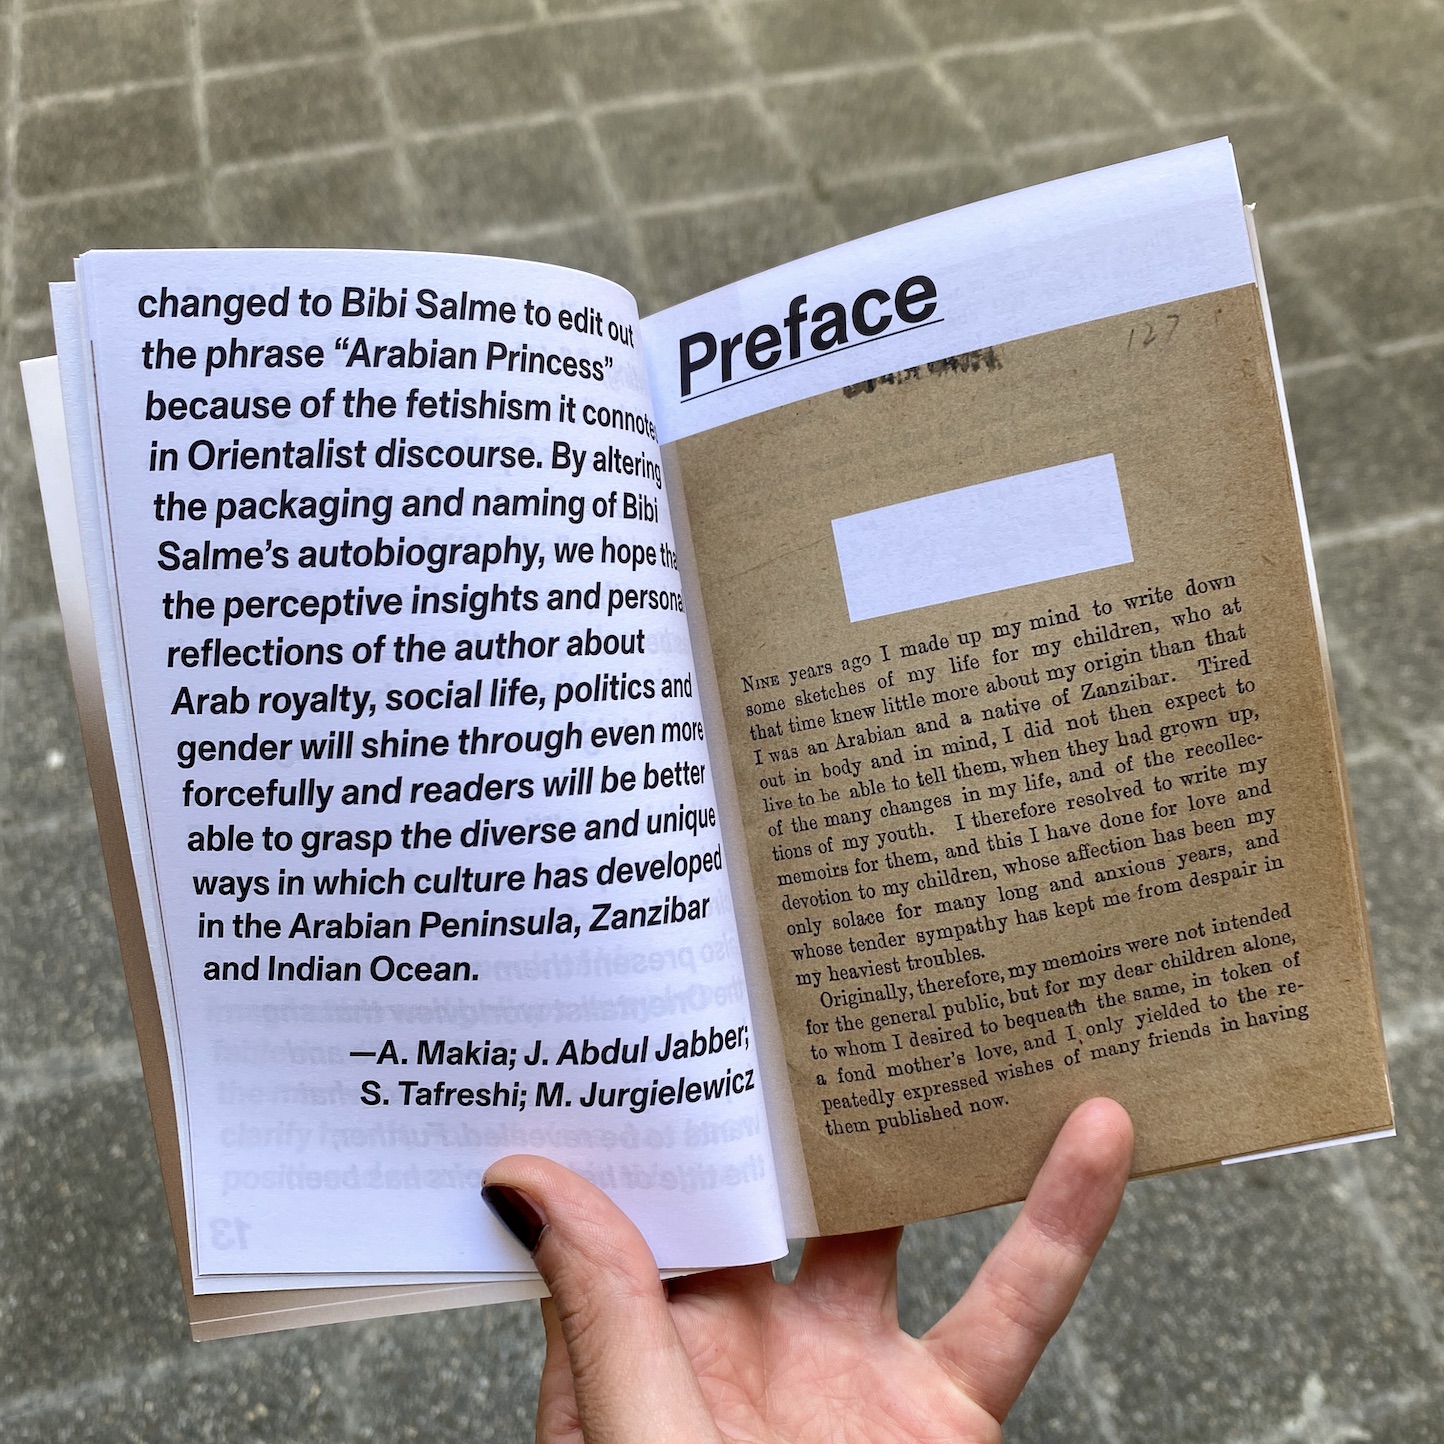 changed to Bibi Salme to edit out
the phrase “Arabian Princess”
because of the fetishism it connotes
in Orientalist discourse. By altering
the packaging and naming of Bibi
Salme’s autobiography, we hope that
the perceptive insights and personal
reflections of the author about
Arab royalty, social life, politics and
gender will shine through even more
forcefully and readers will be better
able to grasp the diverse and unique
ways in which culture has developed
in the Arabian Peninsula, Zanzibar
and Indian Ocean.
—A. Makia; J. Abdul Jabber;
S. Tafreshi; M. Jurgielewicz
13
Preface
127
Nine years ago I made up my mind to write down
some sketches of my life for my children, who at
that time knew little more about my origin than that
I was an Arabian and a native of Zanzibar. Tired
out in body and in mind, I did not then expect to
live to be able to tell them, when they had grown up,
of the many changes in my life, and of the recollec-
tions of my youth. I therefore resolved to write my
memoirs for them, and this I have done for love and
devotion to my children, whose affection has been my
only solace for many long and anxious years, and
whose tender sympathy has kept me from despair in
my heaviest troubles.
Originally, therefore, my memoirs were not intended
for the general public, but for my dear children alone,
to whom I desired to bequeath the same, in token of
a fond mother’s love, and I only yielded to the re-
peatedly expressed wishes of many friends in having
them published now.